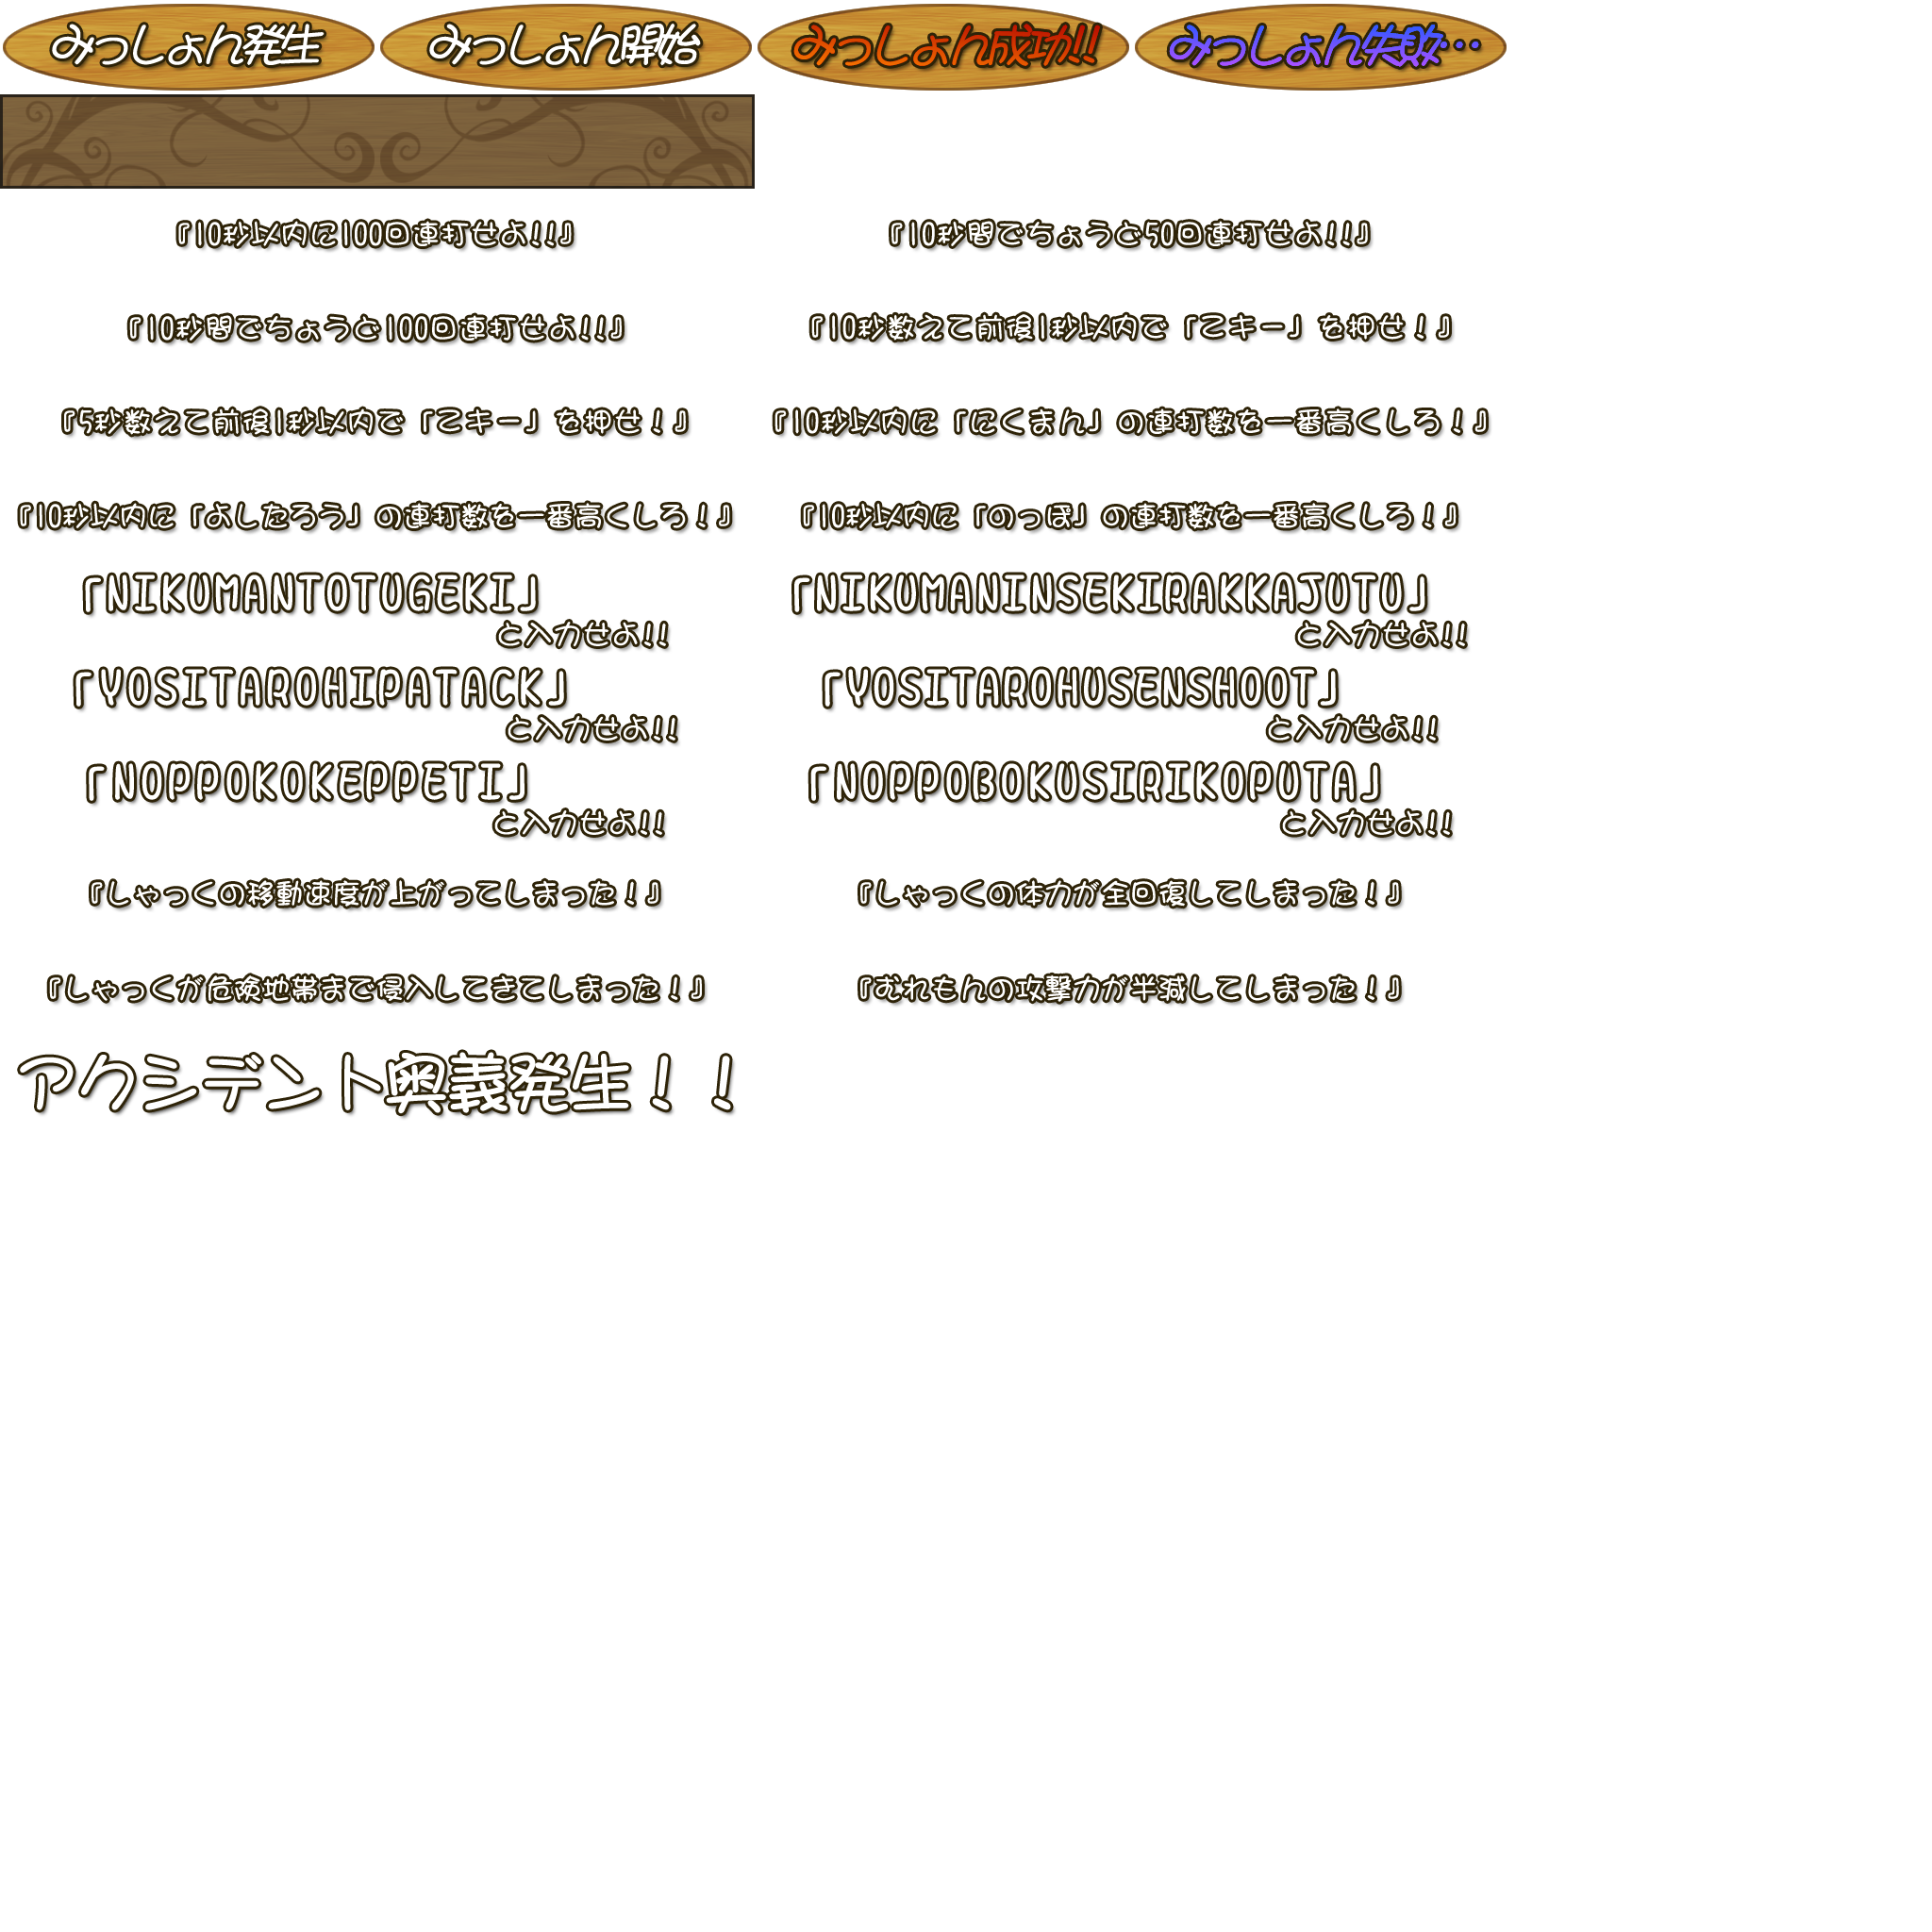 みっしょん発生
みっしょん開始
みっしょん成功!!
みっしょん失敗…
『10秒以内に100回連打せよ!!』
『10秒間でちょうど50回連打せよ!!』
『10秒間でちょうど100回連打せよ!!』
『10秒数えて前後1秒以内で「Zキー」を押せ！』
『5秒数えて前後1秒以内で「Zキー」を押せ！』
『10秒以内に「にくまん」の連打数を一番高くしろ！』
『10秒以内に「よしたろう」の連打数を一番高くしろ！』
『10秒以内に「のっぽ」の連打数を一番高くしろ！』
「NIKUMANTOTUGEKI」
と入力せよ!!
「NIKUMANINSEKIRAKKAJUTU」
と入力せよ!!
「YOSITAROHIPATACK」
と入力せよ!!
「YOSITAROHUSENSHOOT」
と入力せよ!!
「NOPPOKOKEPPETI」
と入力せよ!!
「NOPPOBOKUSIRIKOPUTA」
と入力せよ!!
『しゃっくの移動速度が上がってしまった！』
『しゃっくの体力が全回復してしまった！』
『しゃっくが危険地帯まで侵入してきてしまった！』
『むれもんの攻撃力が半減してしまった！』
アクシデント奥義発生！！